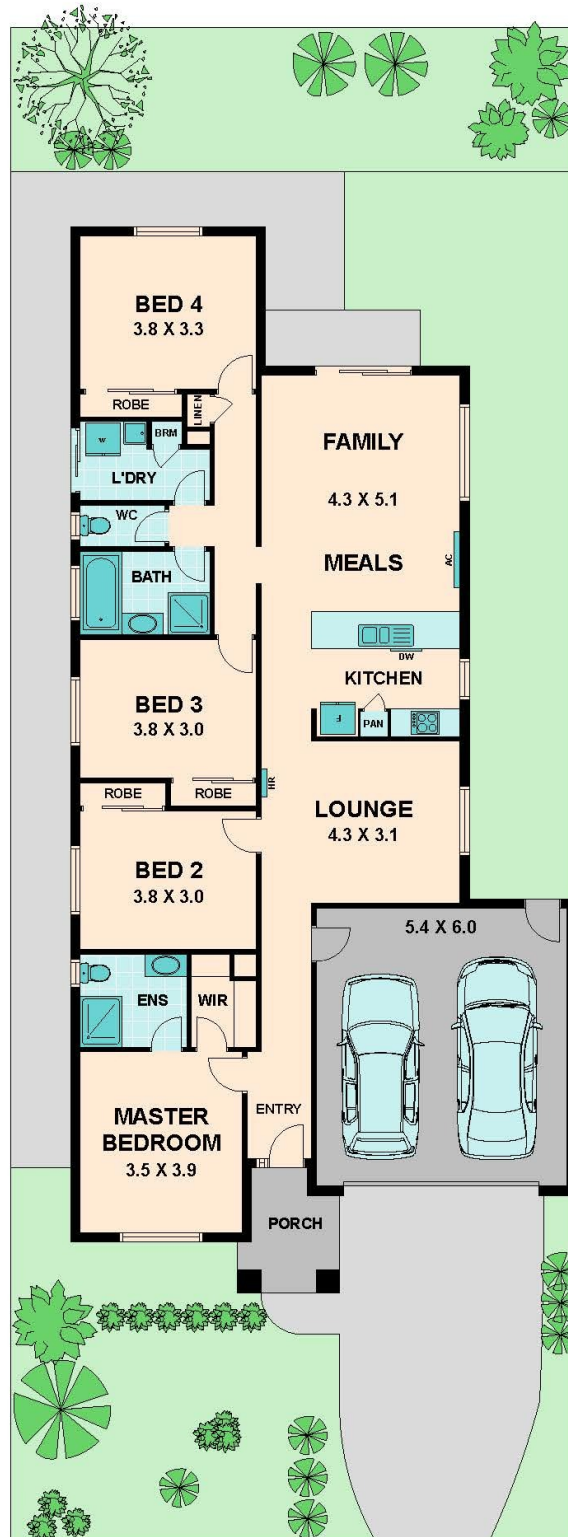 BED 4
3.8 X 3.3
ROBE
LINEN
W
BRM
L'DRY
FAMILY
4.3 X 5.1
WC
MEALS
AC
BATH
DW
KITCHEN
BED 3
3.8 X 3.0
F
PAN
HR
ROBE
ROBE
LOUNGE
4.3 X 3.1
BED 2
3.8 X 3.0
5.4 X 6.0
ENS
WIR
ENTRY
MASTER
BEDROOM
3.5 X 3.9
PORCH